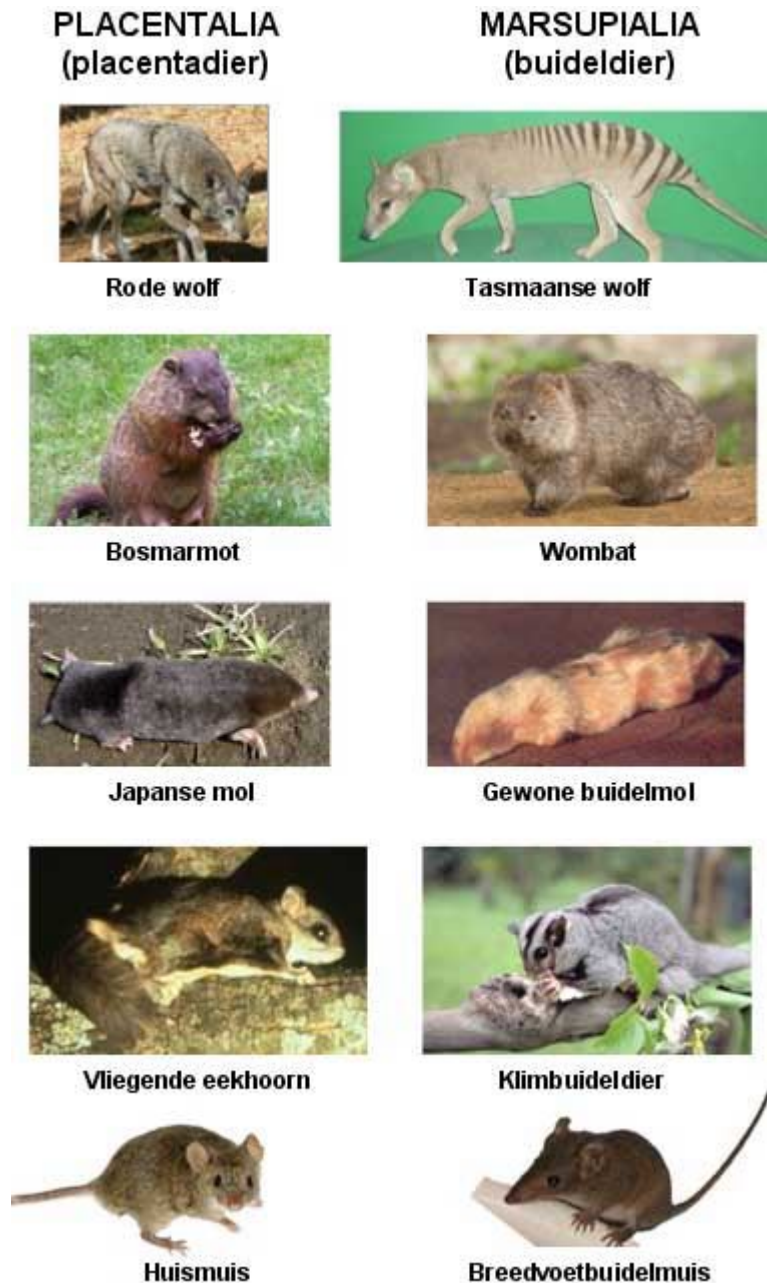 PLACENTALIA
(placentadier)
MARSUPIALIA
(buideldier)
Rode wolf
Tasmaanse wolf
Bosmarmot
Wombat
Japanse mol
Gewone buidelmol
Vliegende eekhoorn
Klimbuideldier
Huismuis
Breedvoetbuidelmuis